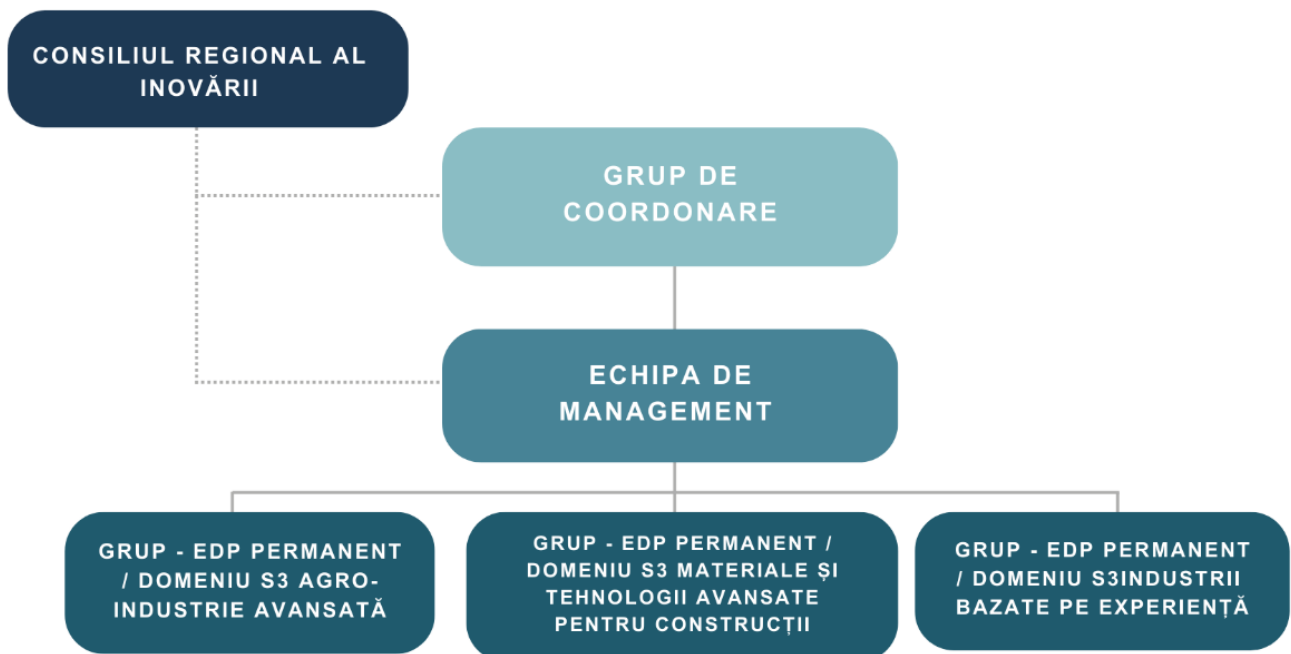 CONSILIUL REGIONAL AL
INOVĂRII
GRUP DE
COORDONARE
ECHIPA DE
MANAGEMENT
GRUP - EDP PERMANENT
/ DOMENIU S3 AGRO-
INDUSTRIE AVANSATĂ
GRUP - EDP PERMANENT /
DOMENIU S3 MATERIALE ȘI
TEHNOLOGII AVANSATE
PENTRU CONSTRUCȚII
GRUP - EDP PERMANENT
/ DOMENIU S3INDUSTRII
BAZATE PE EXPERIENȚĂ